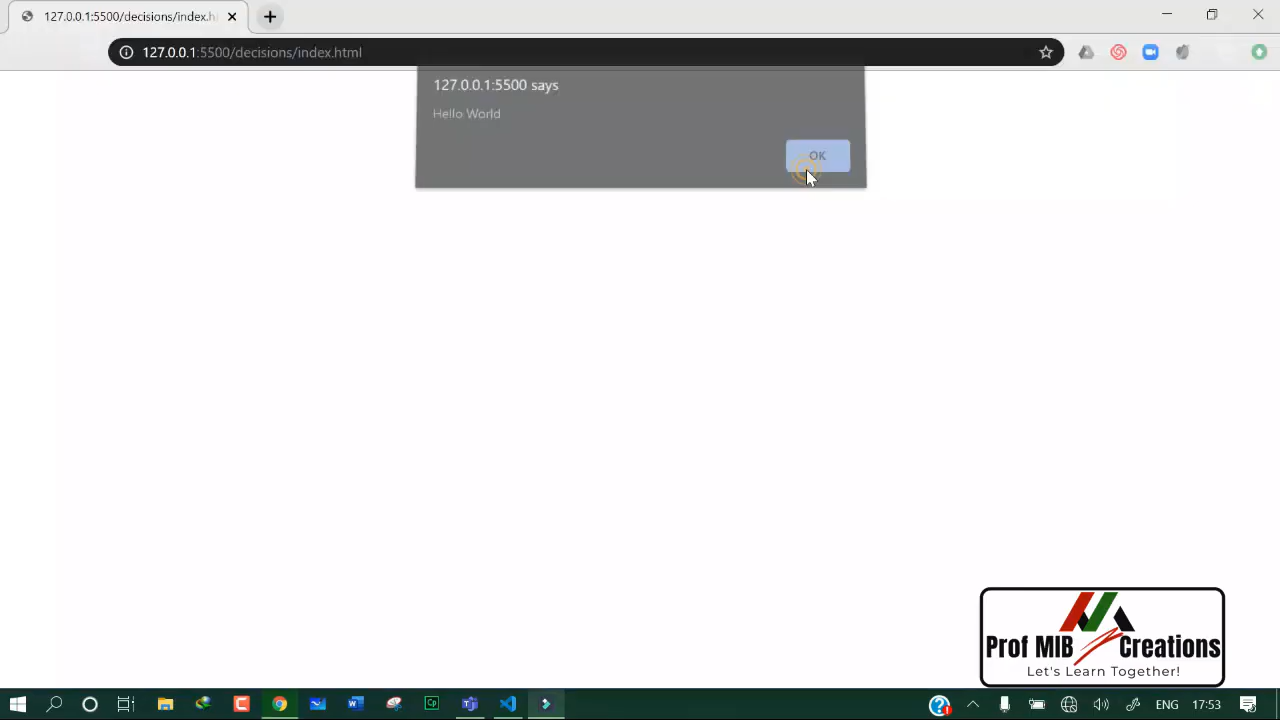 127.0.0.1:5500/decisions/index.h
127.0.0.1:5500/decisions/index.html
127.0.0.1:5500 says
Hello World
OK
Prof MIB Creations
Let's Learn Together!
Cp
ENG
17:53